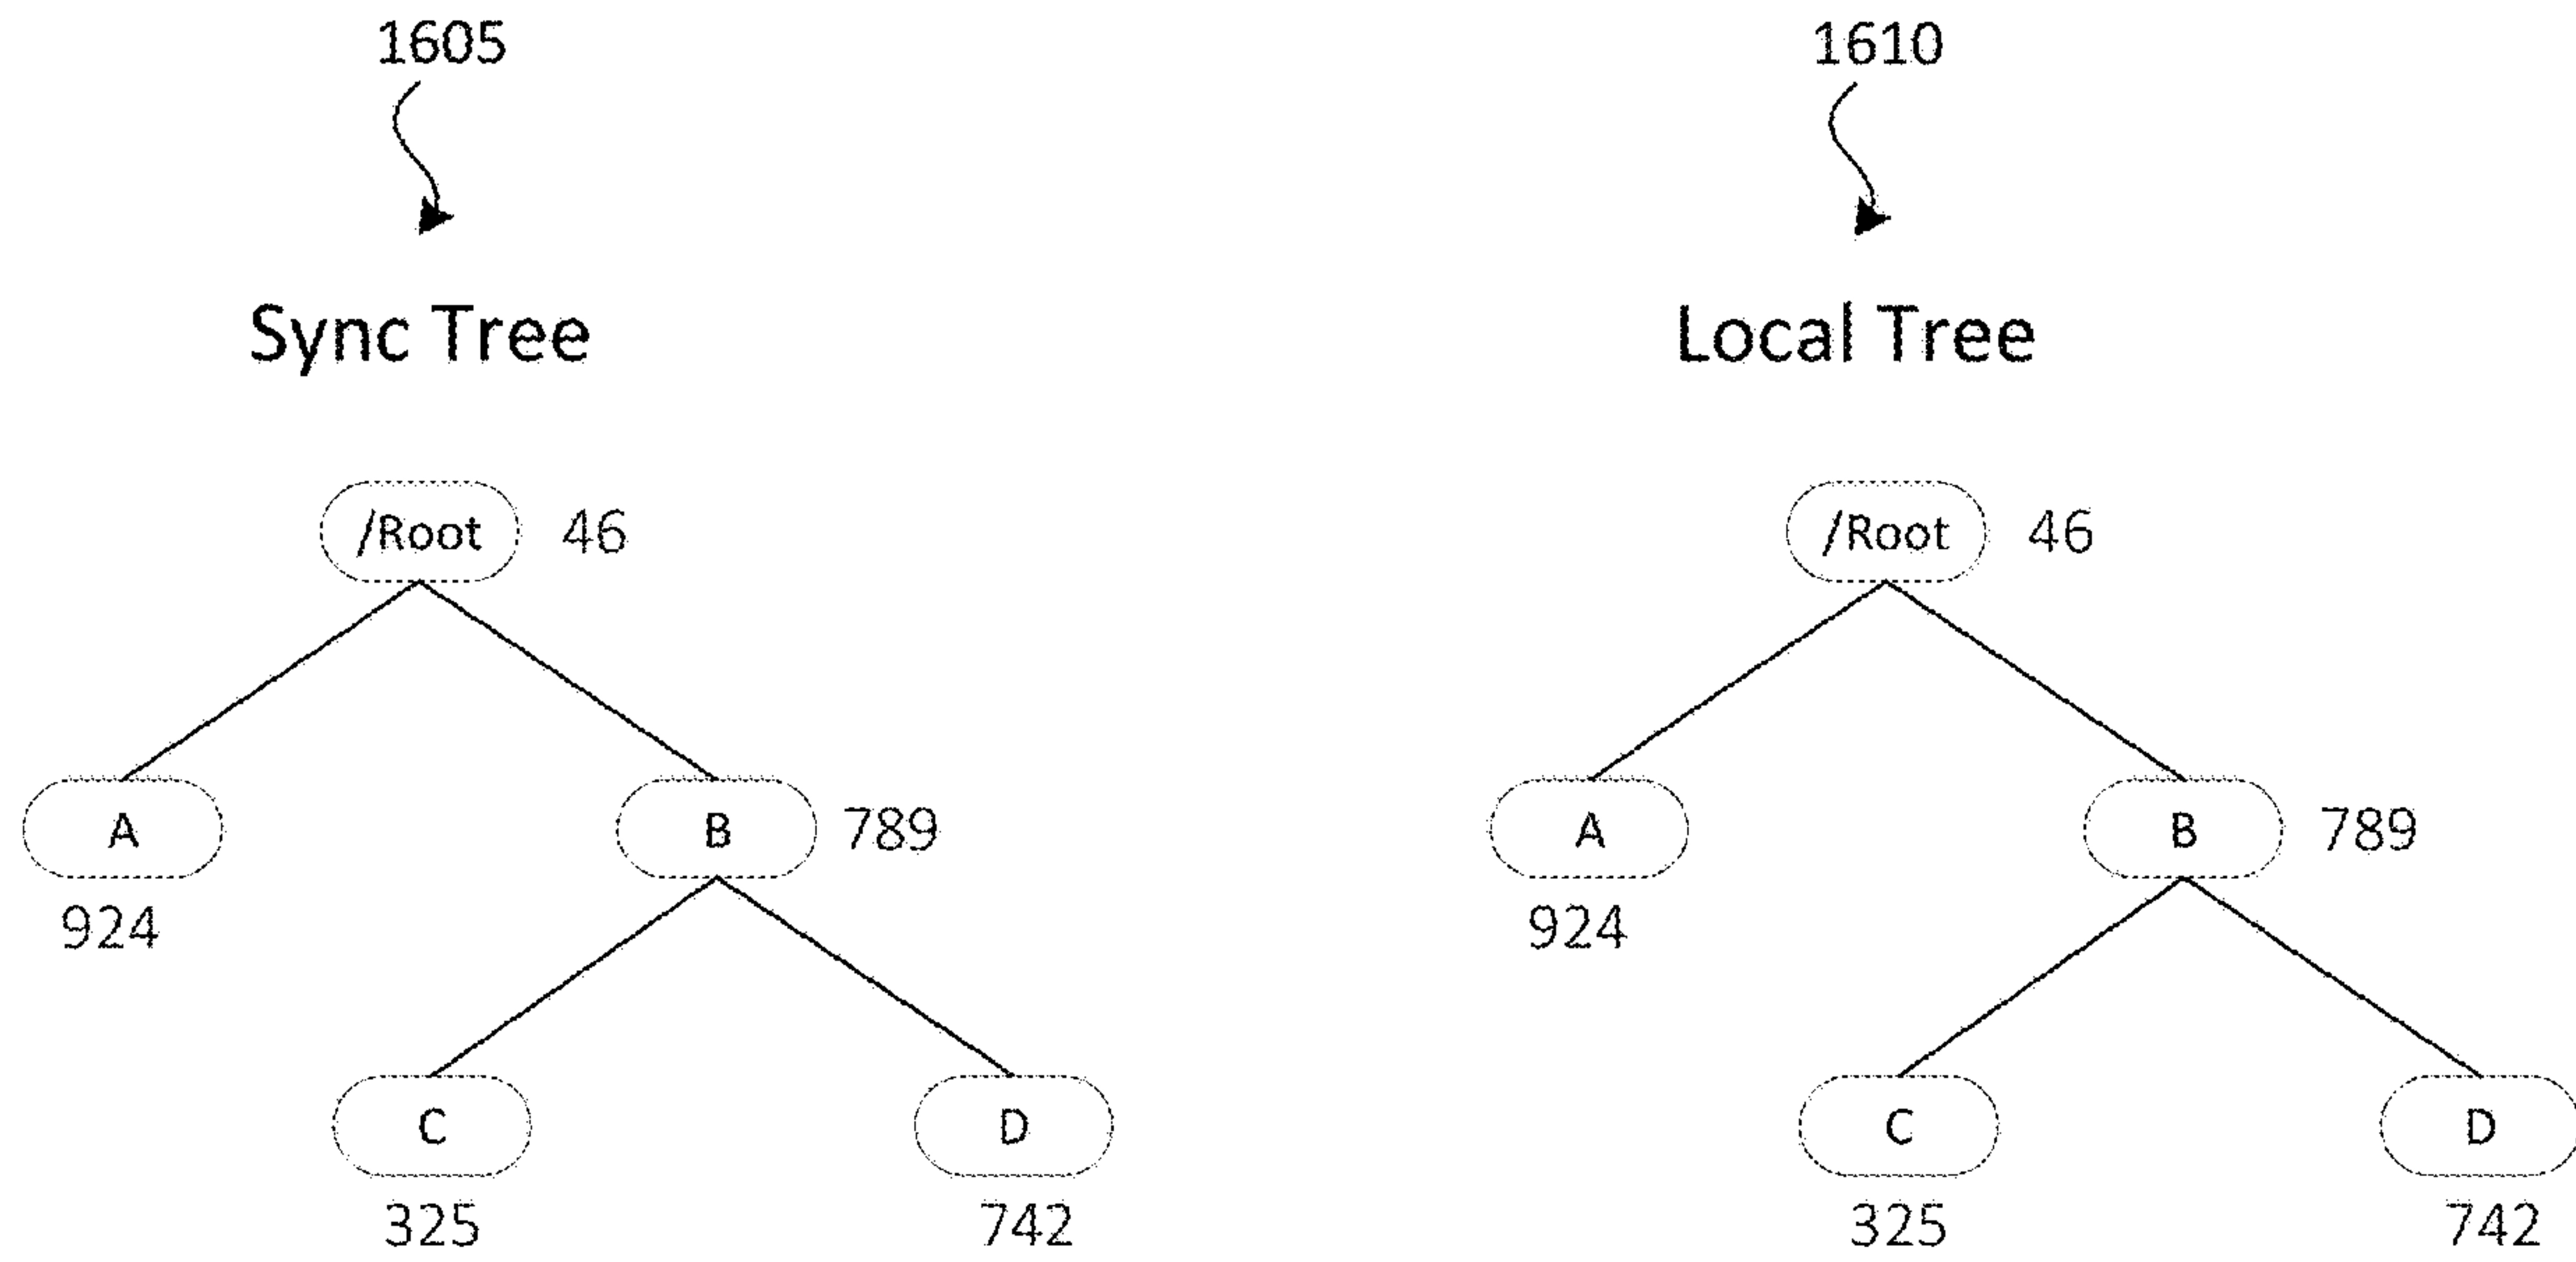 1605
1610
Sync Tree
Local Tree
/Root 46
/Root 46
A
B 789
A
B 789
924
924
C
D
C
D
325
742
325
742